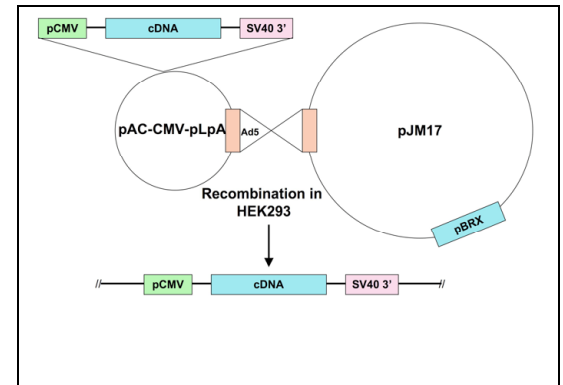 pCMV cDNA SV40 3'
pAC-CMV-pLpA Ad5 pJM17
Recombination in
HEK293
pBRX
// pCMV cDNA SV40 3' //